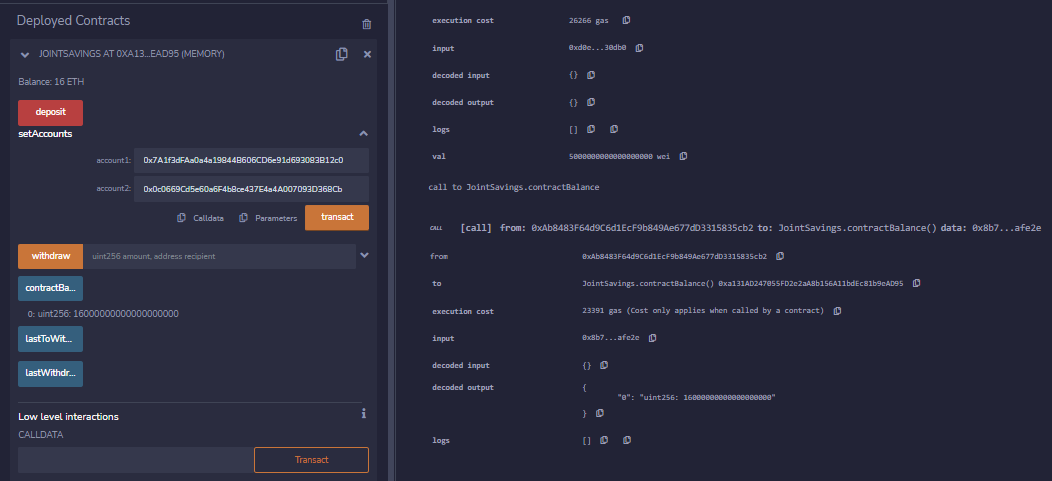 Deployed Contracts
JOINTSAVINGS AT 0XA13...EAD95 (MEMORY)
Balance: 16 ETH
deposit
setAccounts
account1: 0x7A1f3dFAa0a4a19844B606CD6e91d693083B12c0
account2: 0x0c0669Cd5e60a6F4b8ce437E4a4A007093D368Cb
Calldata Parameters transact
withdraw uint256 amount, address recipient
contractBa...
0: uint256: 16000000000000000000
lastToWit...
lastWithdr...
Low level interactions
CALLDATA
Transact
execution cost 26266 gas
input 0xd0e...30db0
decoded input {}
decoded output {}
logs []
val 5000000000000000000 wei
call to JointSavings.contractBalance
CALL [call] from: 0xAb8483F64d9C6d1EcF9b849Ae677dD3315835cb2 to: JointSavings.contractBalance() data: 0x8b7...afe2e
from 0xAb8483F64d9C6d1EcF9b849Ae677dD3315835cb2
to JointSavings.contractBalance() 0xa131AD247055FD2e2aA8b156A11bdEc81b9eAD95
execution cost 23391 gas (Cost only applies when called by a contract)
input 0x8b7...afe2e
decoded input {}
decoded output {
"0": "uint256: 16000000000000000000"
}
logs []